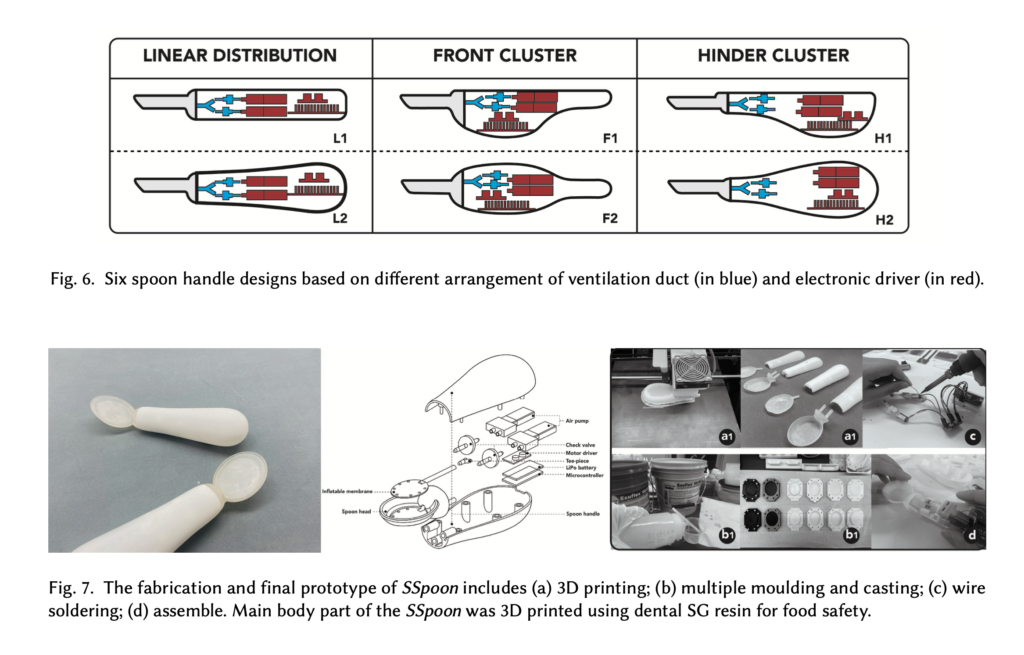 LINEAR DISTRIBUTION
FRONT CLUSTER
HINDER CLUSTER
L1
F1
H1
L2
F2
H2
Fig. 6. Six spoon handle designs based on different arrangement of ventilation duct (in blue) and electronic driver (in red).
Air pump
Check valve
Motor driver
Tee-piece
LiPo battery
Microcontroller
Inflatable membrane
Spoon head
Spoon handle
a1
a1
c
b1
b1
d
Fig. 7. The fabrication and final prototype of SSpoon includes (a) 3D printing; (b) multiple moulding and casting; (c) wire
soldering; (d) assemble. Main body part of the SSpoon was 3D printed using dental SG resin for food safety.